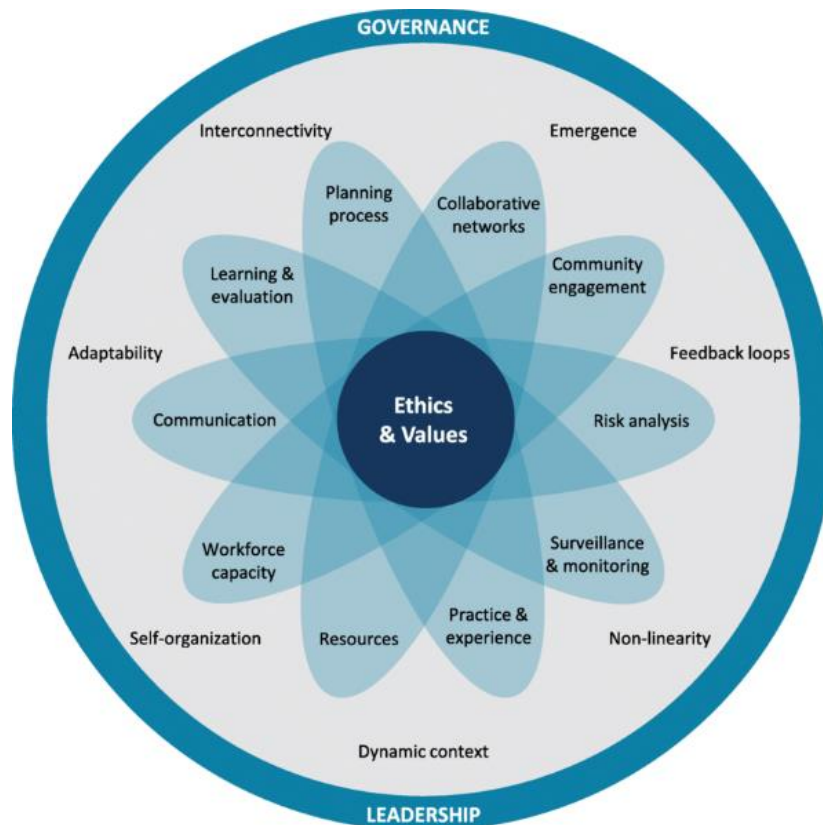 GOVERNANCE
Interconnectivity
Emergence
Planning
process
Collaborative
networks
Learning &
evaluation
Community
engagement
Adaptability
Feedback loops
Communication
Ethics
& Values
Risk analysis
Workforce
capacity
Surveillance
& monitoring
Self-organization
Resources
Practice &
experience
Non-linearity
Dynamic context
LEADERSHIP